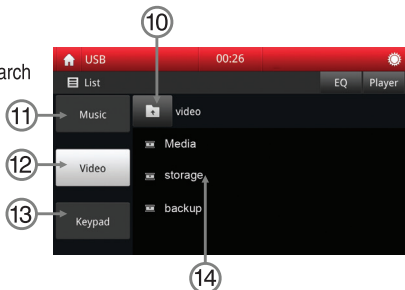 ⑩
USB 00:26
arch
List EQ Player
⑪ Music video
Media
⑫ Video storage
backup
⑬ Keypad
⑭